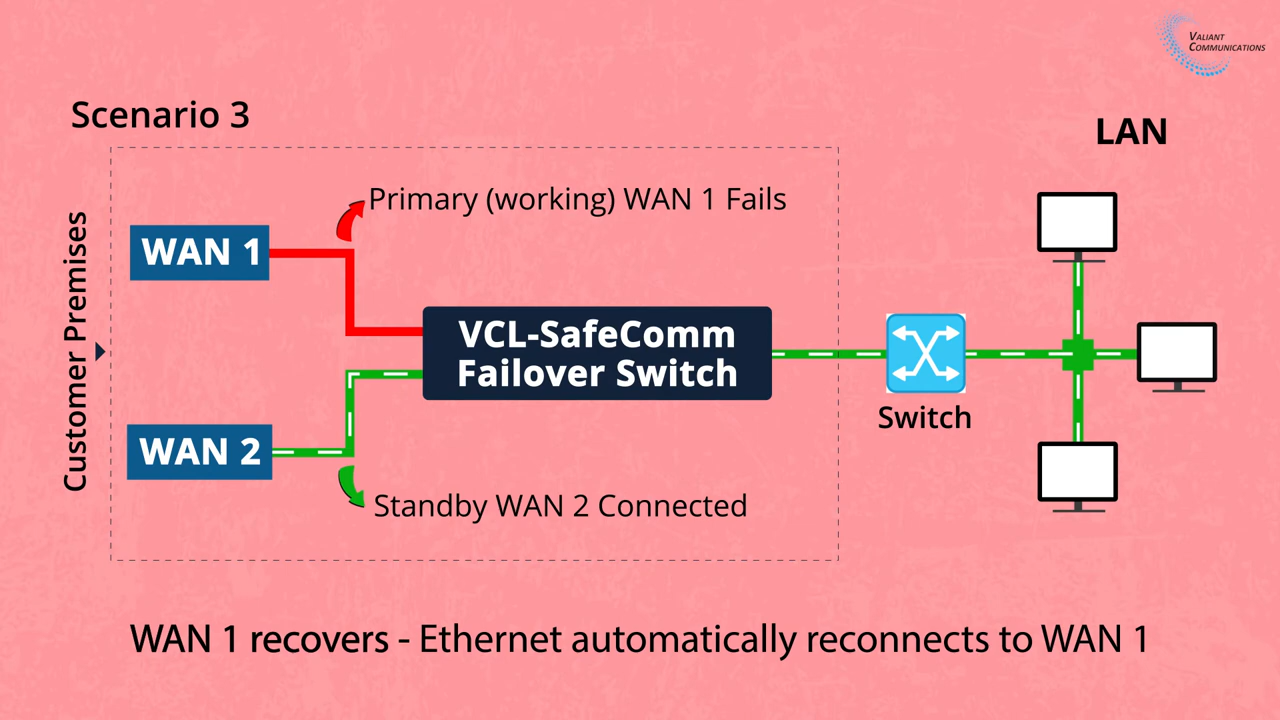 VALIANT
COMMUNICATIONS
Scenario 3
LAN
Customer Premises
Primary (working) WAN 1 Fails
WAN 1
VCL-SafeComm
Failover Switch
Switch
WAN 2
Standby WAN 2 Connected
WAN 1 recovers - Ethernet automatically reconnects to WAN 1